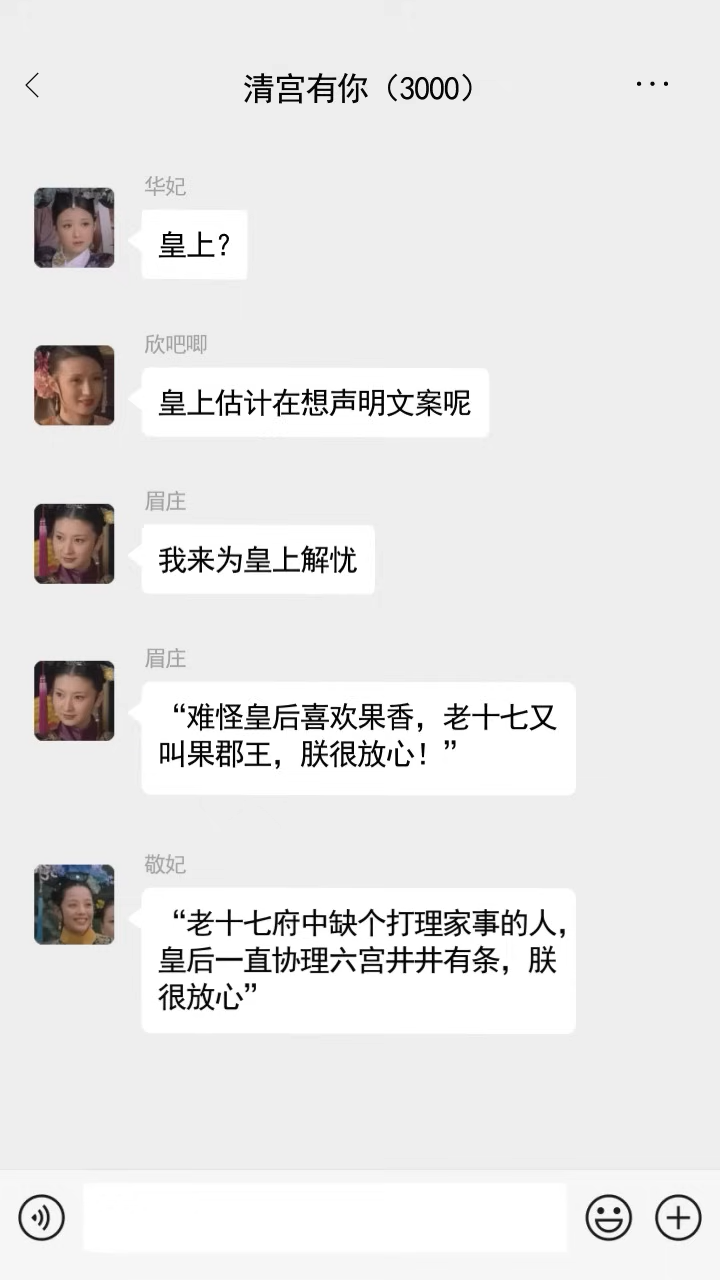 清宫有你（3000）
华妃
皇上？
欣吧唧
皇上估计在想声明文案呢
眉庄
我来为皇上解忧
眉庄
“难怪皇后喜欢果香，老十七又
叫果郡王，朕很放心！”
敬妃
“老十七府中缺个打理家事的人，
皇后一直协理六宫井井有条，朕
很放心”